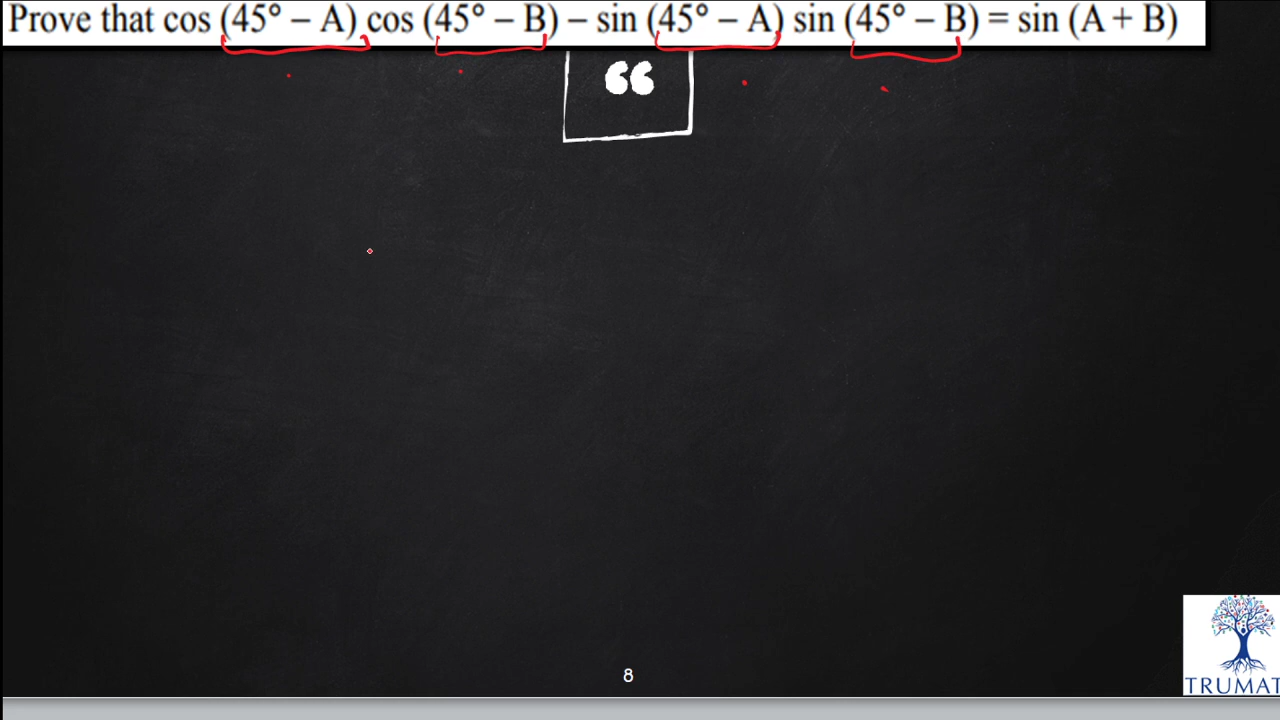 Prove that cos (45° – A) cos (45° – B) – sin (45° – A) sin (45° – B) = sin (A + B)
“
8
TRUMAT